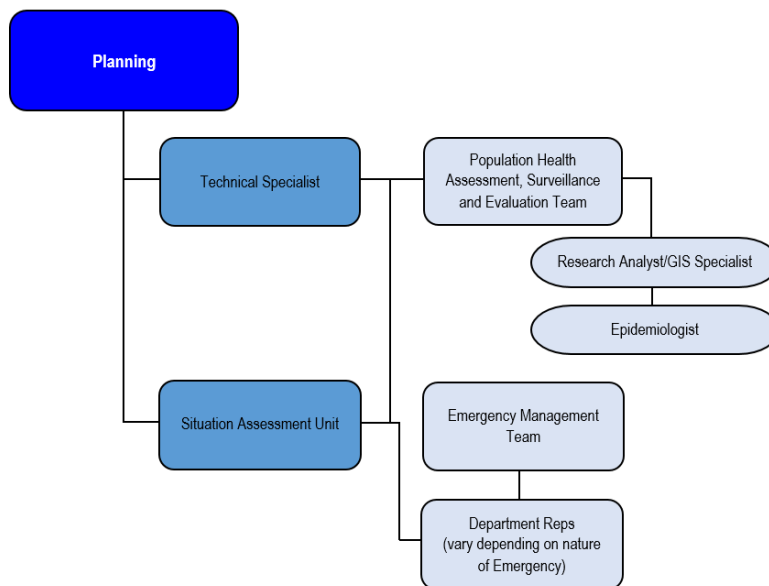 Planning
Technical Specialist
Population Health
Assessment, Surveillance
and Evaluation Team
Research Analyst/GIS Specialist
Epidemiologist
Situation Assessment Unit
Emergency Management
Team
Department Reps
(vary depending on nature
of Emergency)